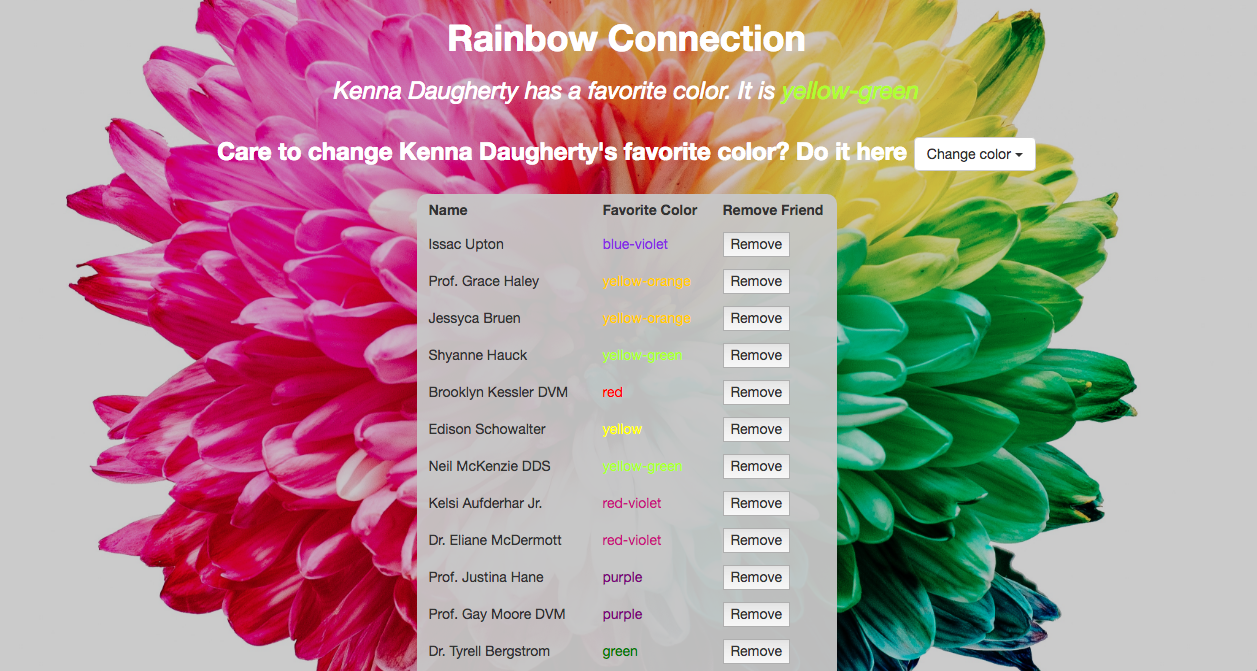 Rainbow Connection
Kenna Daugherty has a favorite color. It is yellow-green
Care to change Kenna Daugherty's favorite color? Do it here Change color
Name Favorite Color Remove Friend
Issac Upton blue-violet Remove
Prof. Grace Haley yellow-orange Remove
Jessyca Bruen yellow-orange Remove
Shyanne Hauck yellow-green Remove
Brooklyn Kessler DVM red Remove
Edison Schowalter yellow Remove
Neil McKenzie DDS yellow-green Remove
Kelsi Aufderhar Jr. red-violet Remove
Dr. Eliane McDermott red-violet Remove
Prof. Justina Hane purple Remove
Prof. Gay Moore DVM purple Remove
Dr. Tyrell Bergstrom green Remove